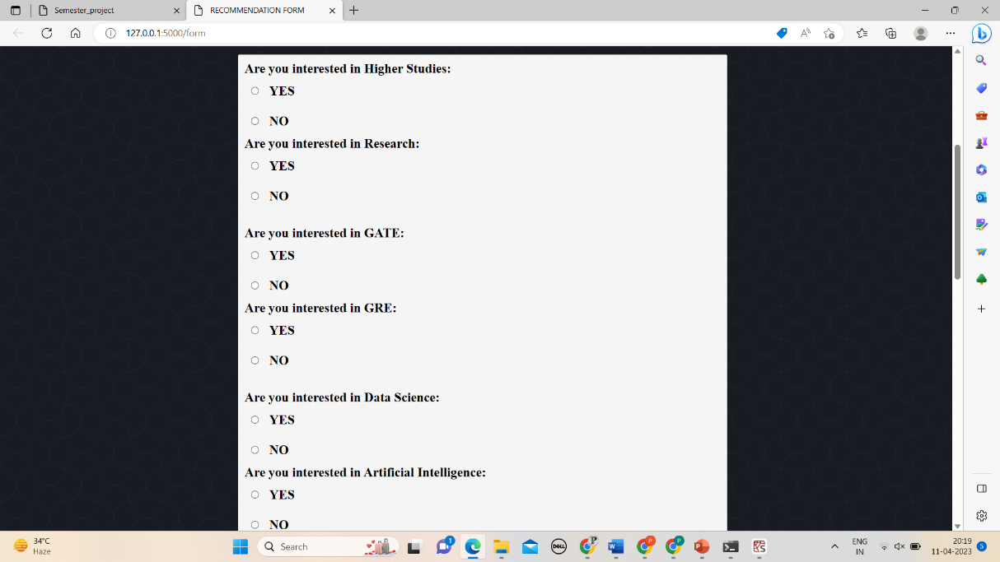 Semester_project
RECOMMENDATION FORM
127.0.0.1:5000/form
Are you interested in Higher Studies:
YES
NO
Are you interested in Research:
YES
NO
Are you interested in GATE:
YES
NO
Are you interested in GRE:
YES
NO
Are you interested in Data Science:
YES
NO
Are you interested in Artificial Intelligence:
YES
NO
34°C
Haze
Search
1
DELL
P
W
P
P
P
ENG
IN
20:19
11-04-2023
5